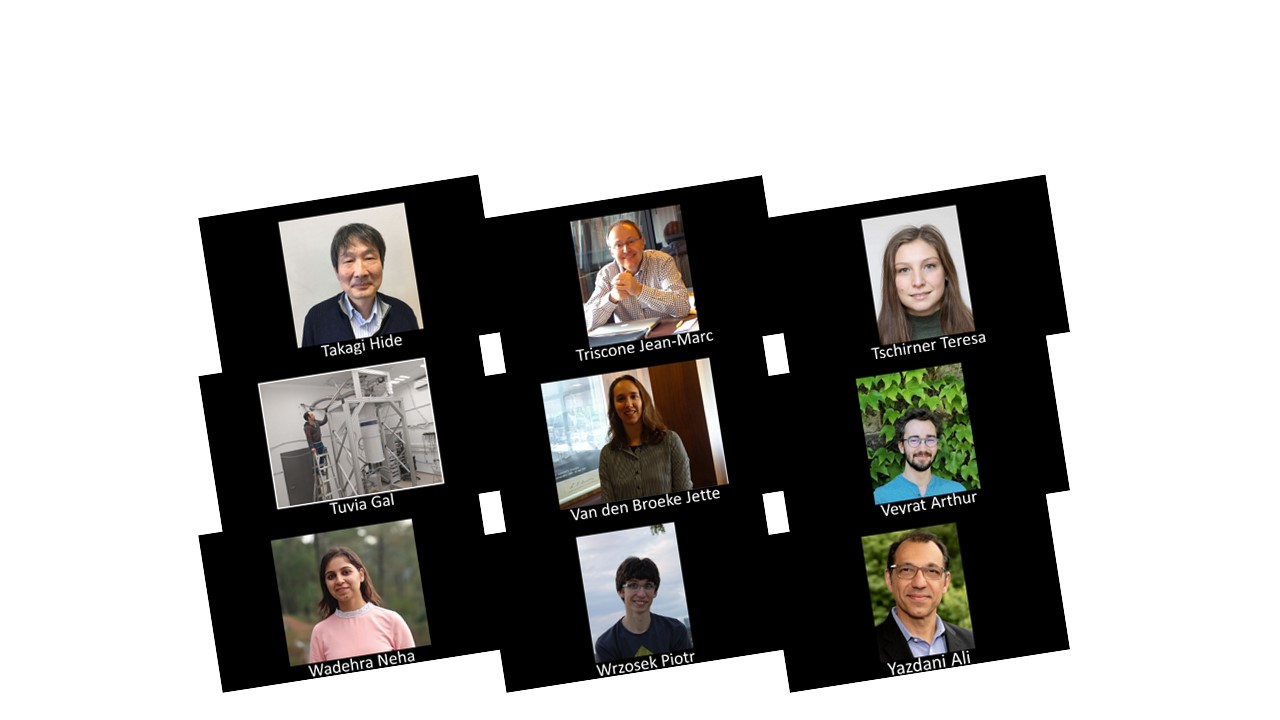 Takagi Hide
Triscone Jean-Marc
Tschirner Teresa
Tuvia Gal
Van den Broeke Jette
Vevrat Arthur
Wadehra Neha
Wrzosek Piotr
Yazdani Ali